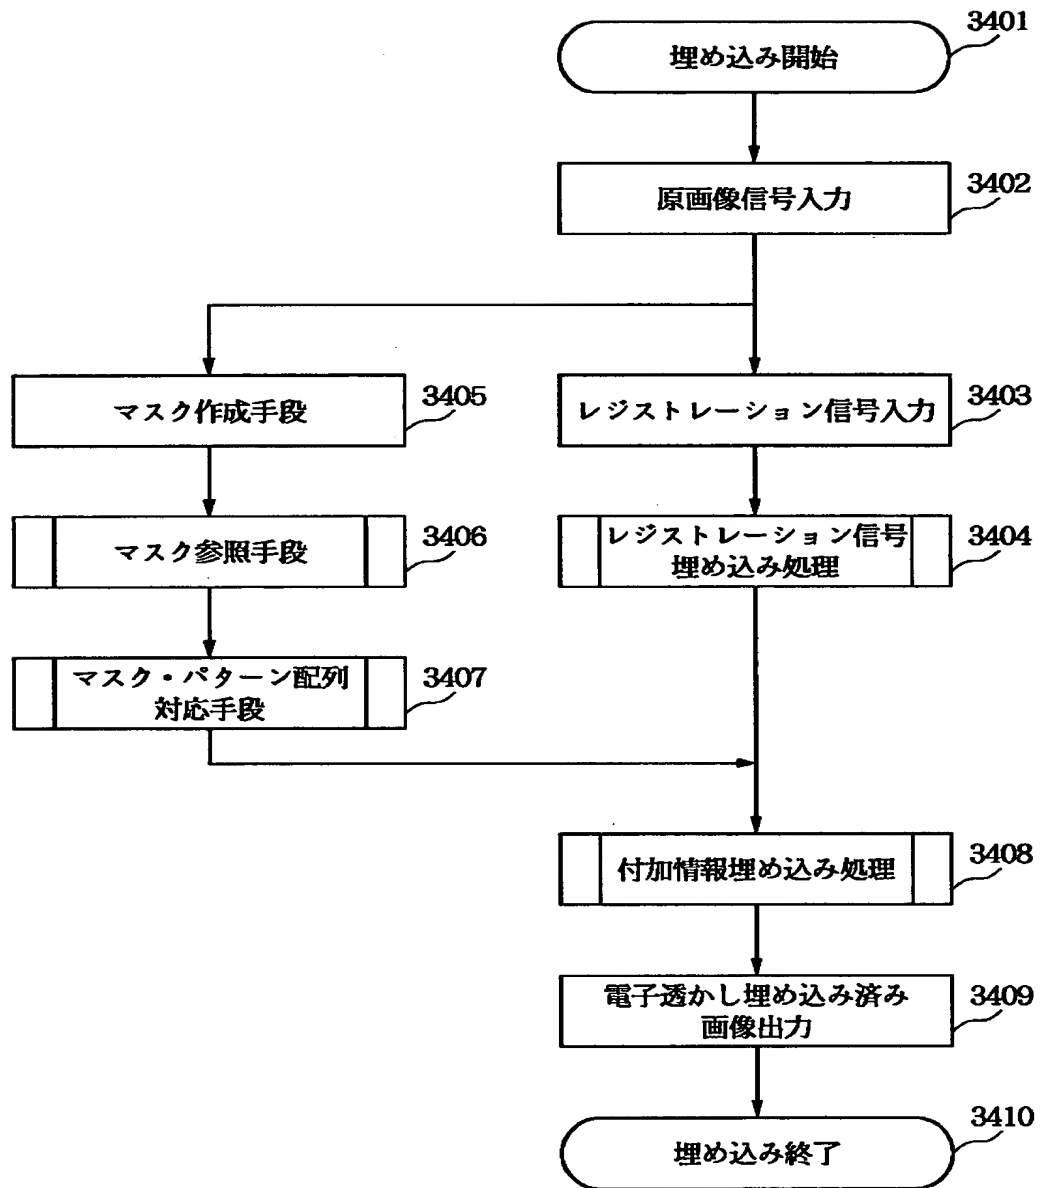 3401
埋め込み開始
3402
原画像信号入力
マスク作成手段
3405
レジストレーション信号入力
3403
マスク参照手段
3406
レジストレーション信号
埋め込み処理
3404
マスク・パターン配列
対応手段
3407
付加情報埋め込み処理
3408
電子透かし埋め込み済み
画像出力
3409
埋め込み終了
3410